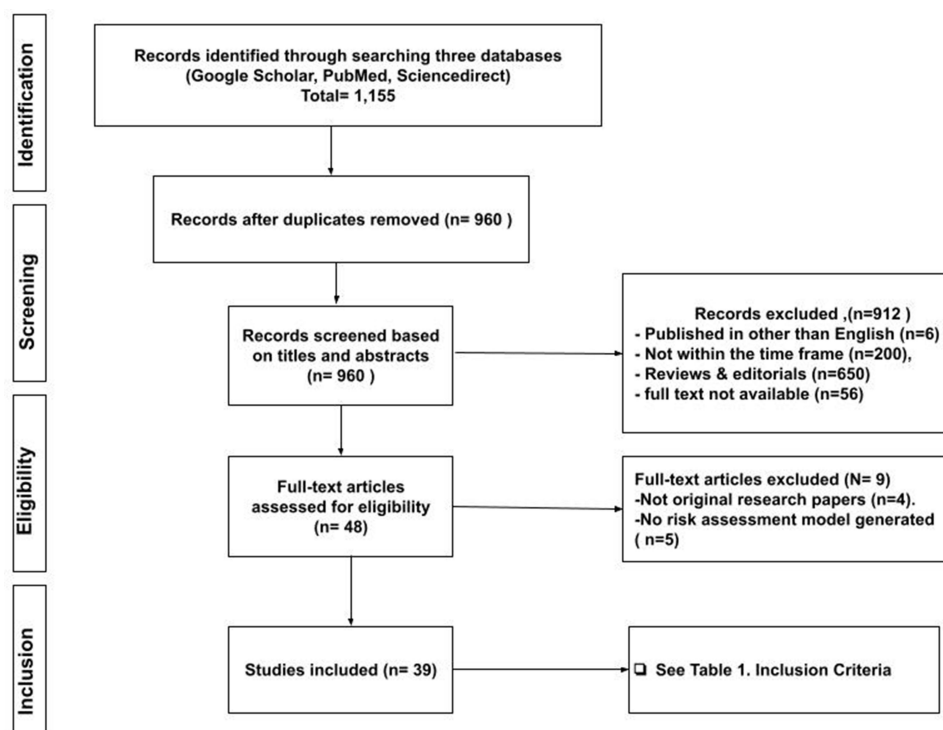 Identification
Records identified through searching three databases
(Google Scholar, PubMed, Sciencedirect)
Total= 1,155
Records after duplicates removed (n= 960 )
Screening
Records screened based
on titles and abstracts
(n= 960 )
Records excluded ,(n=912 )
- Published in other than English (n=6)
- Not within the time frame (n=200),
- Reviews & editorials (n=650)
- full text not available (n=56)
Eligibility
Full-text articles
assessed for eligibility
(n= 48)
Full-text articles excluded (N= 9)
-Not original research papers (n=4).
-No risk assessment model generated
( n=5)
Inclusion
Studies included (n= 39)
❑ See Table 1. Inclusion Criteria